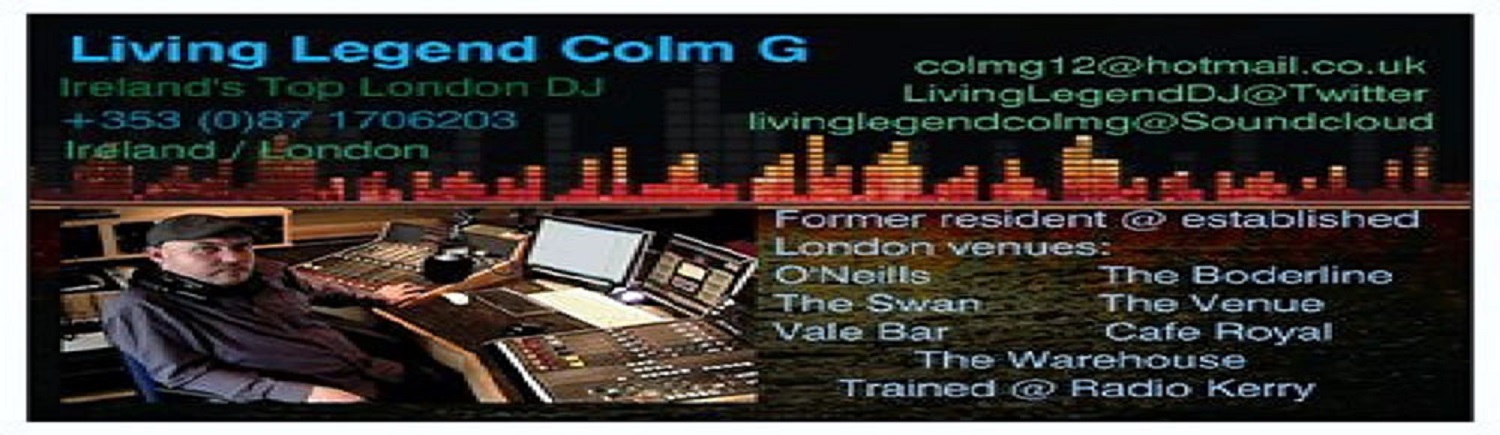 Living Legend Colm G
Ireland's Top London DJ
+353 (0)87 1706203
Ireland / London
colmg12@hotmail.co.uk
LivingLegendDJ@Twitter
livinglegendcolmg@Soundcloud
Former resident @ established
London venues:
O'Neills The Boderline
The Swan The Venue
Vale Bar Cafe Royal
The Warehouse
Trained @ Radio Kerry